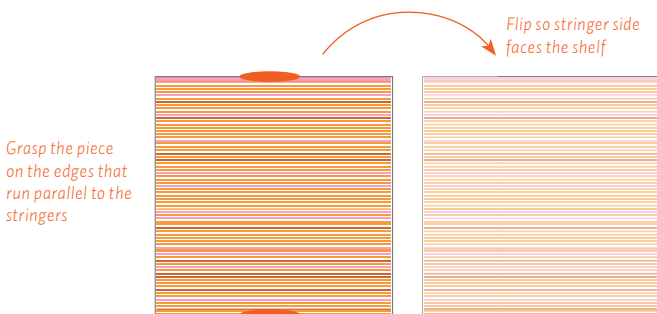 Flip so stringer side
faces the shelf
Grasp the piece
on the edges that
run parallel to the
stringers